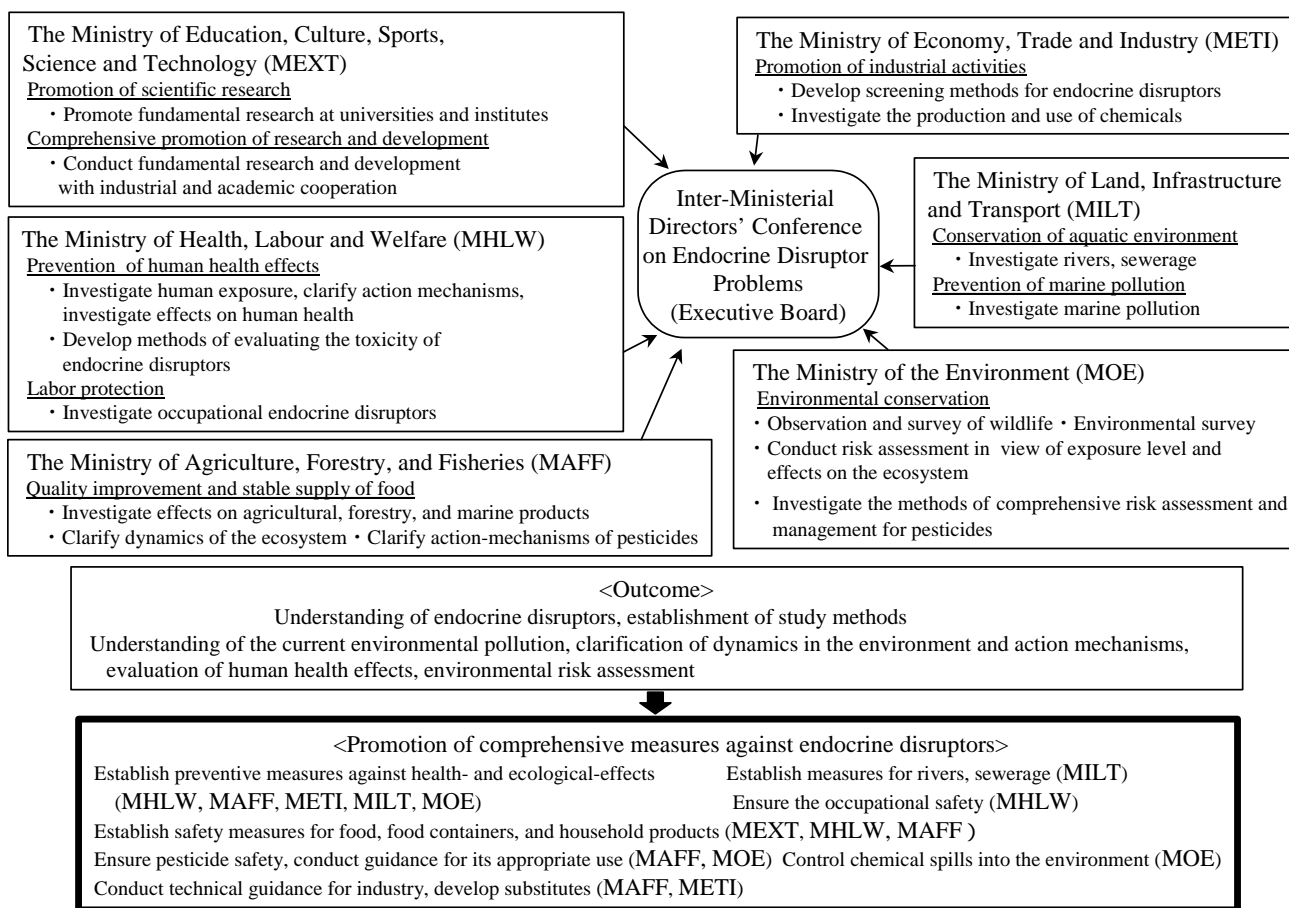 The Ministry of Education, Culture, Sports,
Science and Technology (MEXT)
Promotion of scientific research
・Promote fundamental research at universities and institutes
Comprehensive promotion of research and development
・Conduct fundamental research and development
with industrial and academic cooperation
The Ministry of Economy, Trade and Industry (METI)
Promotion of industrial activities
・Develop screening methods for endocrine disruptors
・Investigate the production and use of chemicals
Inter-Ministerial
Directors’ Conference
on Endocrine Disruptor
Problems
(Executive Board)
The Ministry of Land, Infrastructure
and Transport (MILT)
Conservation of aquatic environment
・Investigate rivers, sewerage
Prevention of marine pollution
・Investigate marine pollution
The Ministry of Health, Labour and Welfare (MHLW)
Prevention of human health effects
・Investigate human exposure, clarify action mechanisms,
investigate effects on human health
・Develop methods of evaluating the toxicity of
endocrine disruptors
Labor protection
・Investigate occupational endocrine disruptors
The Ministry of the Environment (MOE)
Environmental conservation
・Observation and survey of wildlife・Environmental survey
・Conduct risk assessment in view of exposure level and
effects on the ecosystem
・Investigate the methods of comprehensive risk assessment and
management for pesticides
The Ministry of Agriculture, Forestry, and Fisheries (MAFF)
Quality improvement and stable supply of food
・Investigate effects on agricultural, forestry, and marine products
・Clarify dynamics of the ecosystem・Clarify action-mechanisms of pesticides
<Outcome>
Understanding of endocrine disruptors, establishment of study methods
Understanding of the current environmental pollution, clarification of dynamics in the environment and action mechanisms,
evaluation of human health effects, environmental risk assessment
<Promotion of comprehensive measures against endocrine disruptors>
Establish preventive measures against health- and ecological-effects
(MHLW, MAFF, METI, MILT, MOE)
Establish measures for rivers, sewerage (MILT)
Ensure the occupational safety (MHLW)
Establish safety measures for food, food containers, and household products (MEXT, MHLW, MAFF )
Ensure pesticide safety, conduct guidance for its appropriate use (MAFF, MOE) Control chemical spills into the environment (MOE)
Conduct technical guidance for industry, develop substitutes (MAFF, METI)